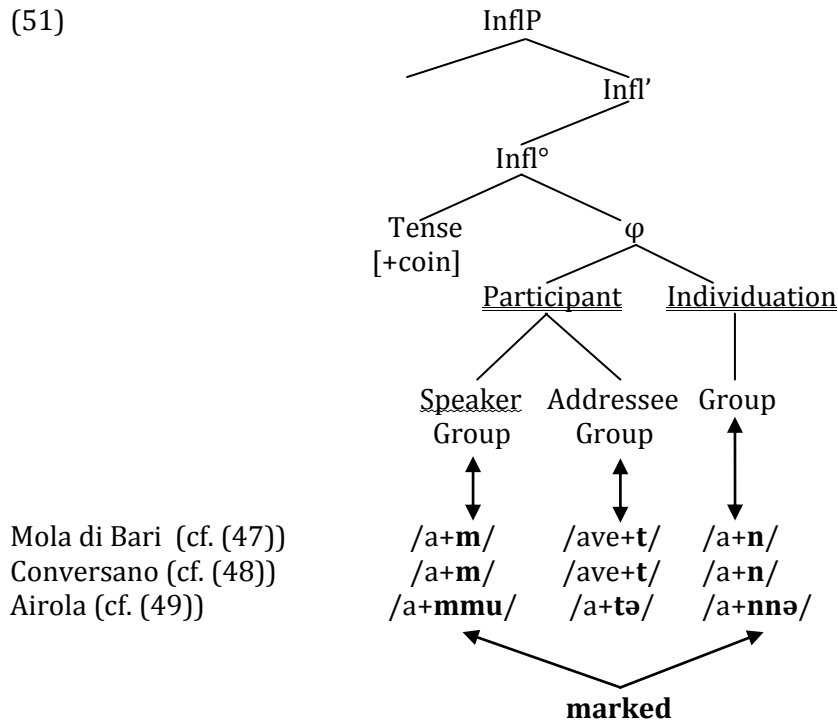 (51) InflP
Infl’
Infl°
Tense φ
[+coin]
Participant Individuation
Speaker Addressee Group
Group Group
Mola di Bari (cf. (47)) /a+m/ /ave+t/ /a+n/
Conversano (cf. (48)) /a+m/ /ave+t/ /a+n/
Airola (cf. (49)) /a+mmu/ /a+tə/ /a+nnə/
marked